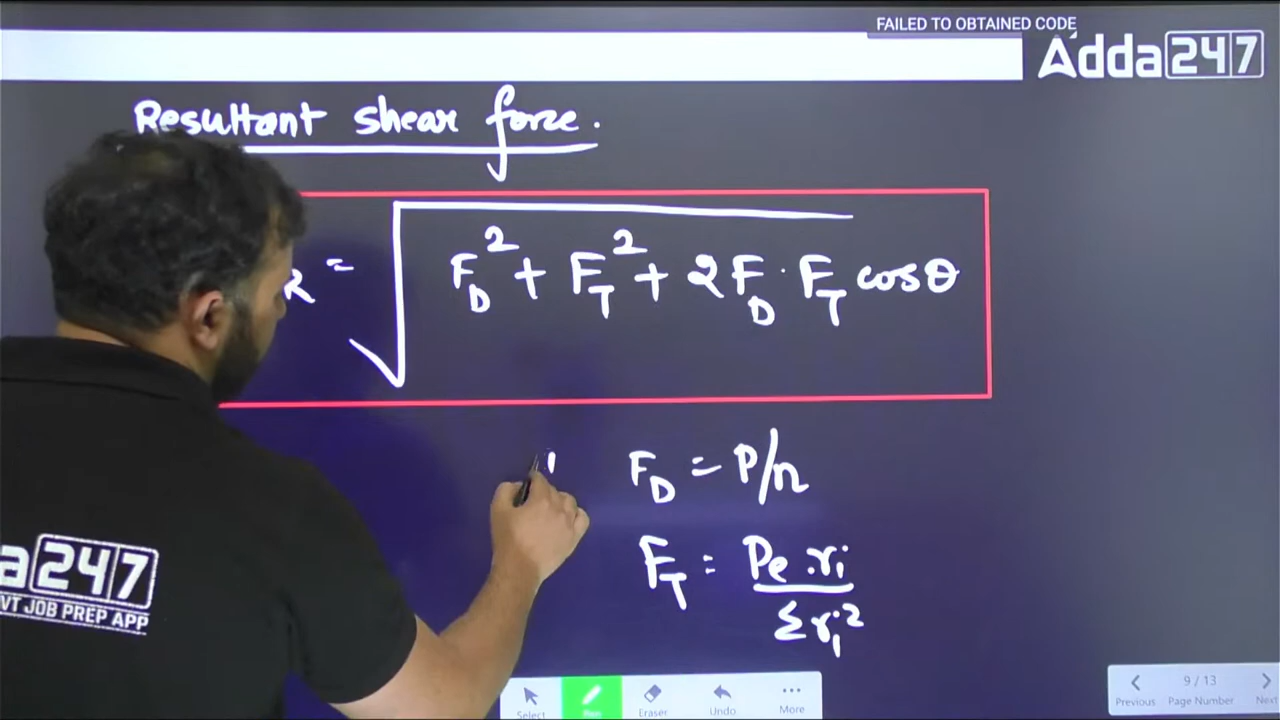 FAILED TO OBTAINED CODE
Adda247
Resultant shear force.
R = √ F_D² + F_T² + 2F_D · F_T cosθ
F_D = P/n
F_T = Pe . ri
Σri²
a247
VT JOB PREP APP
Select
Pen
Eraser
Undo
More
9 / 13
Previous
Page Number
Next